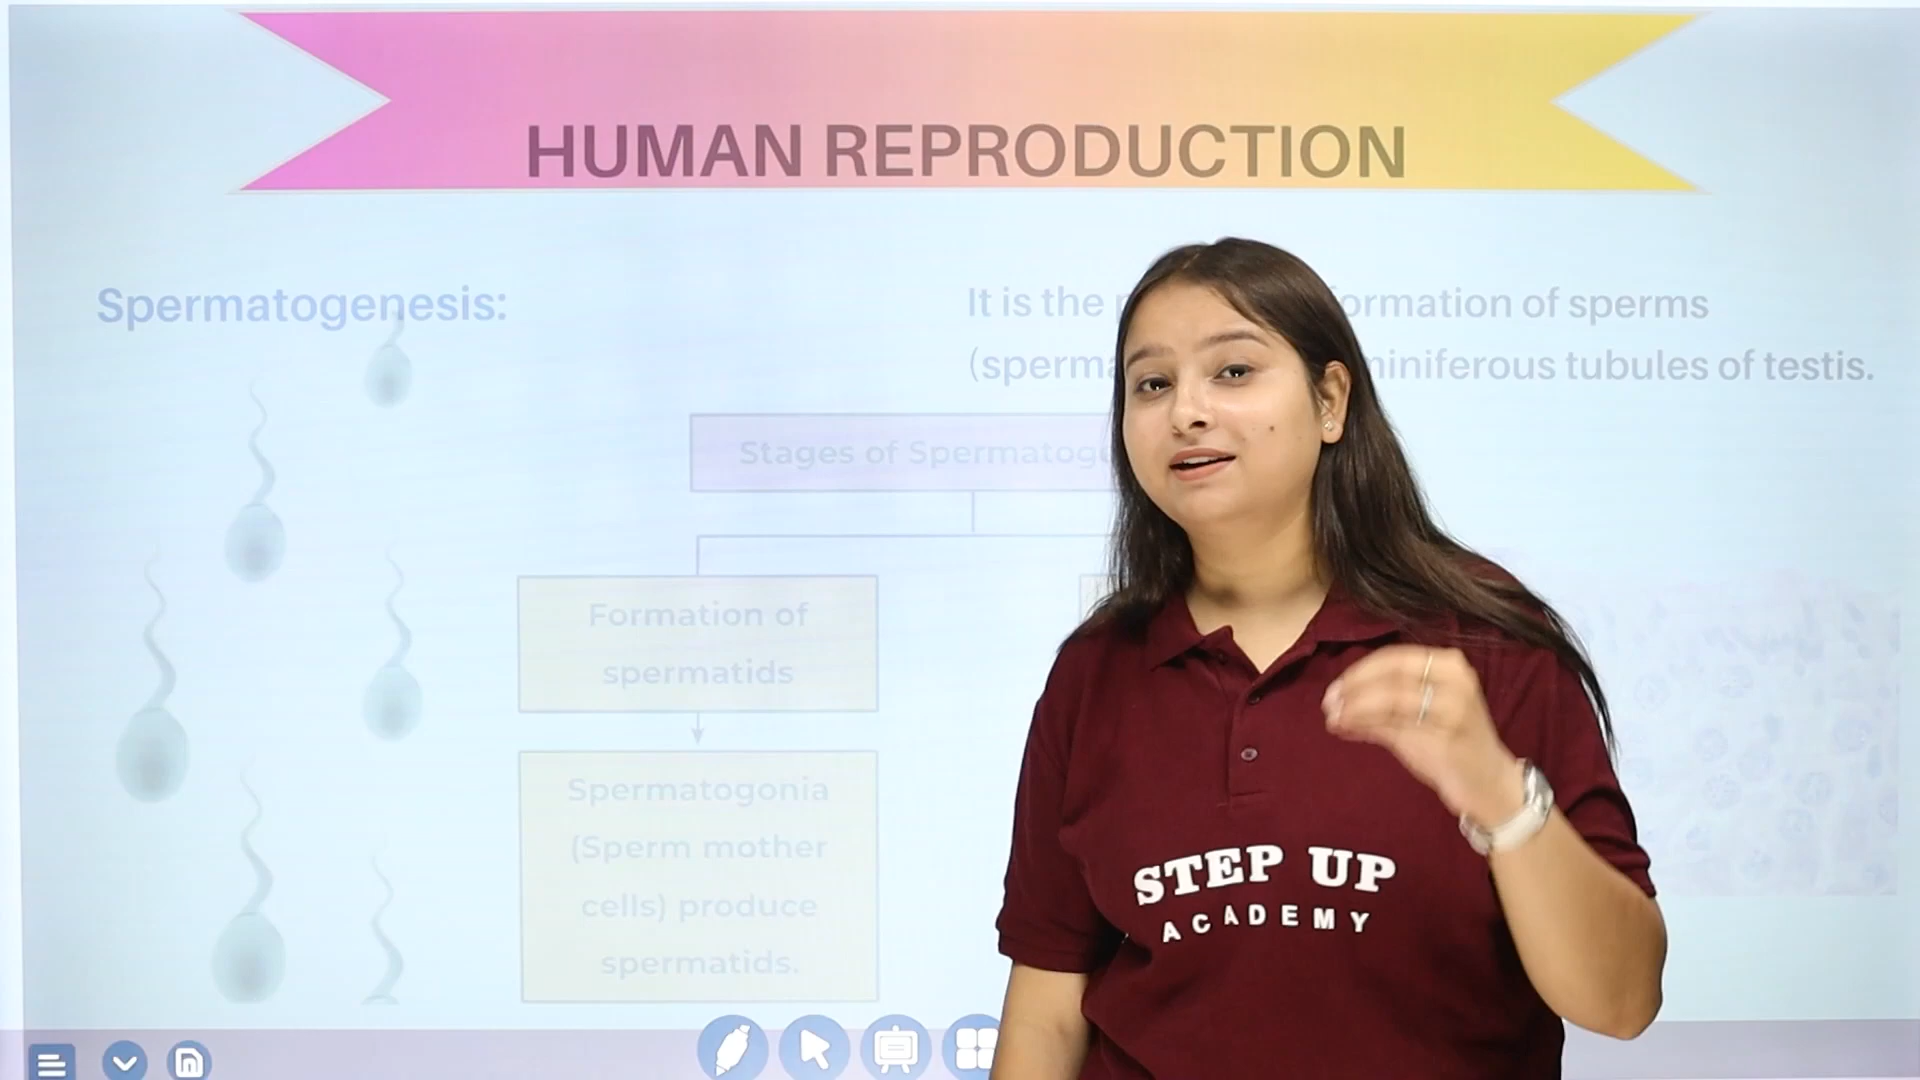 HUMAN REPRODUCTION
Spermatogenesis:
It is the ormation of sperms
(sperma miniferous tubules of testis.
Stages of Spermatog
Formation of
spermatids
Spermatogonia
(Sperm mother
cells) produce
spermatids.
STEP UP
ACADEMY